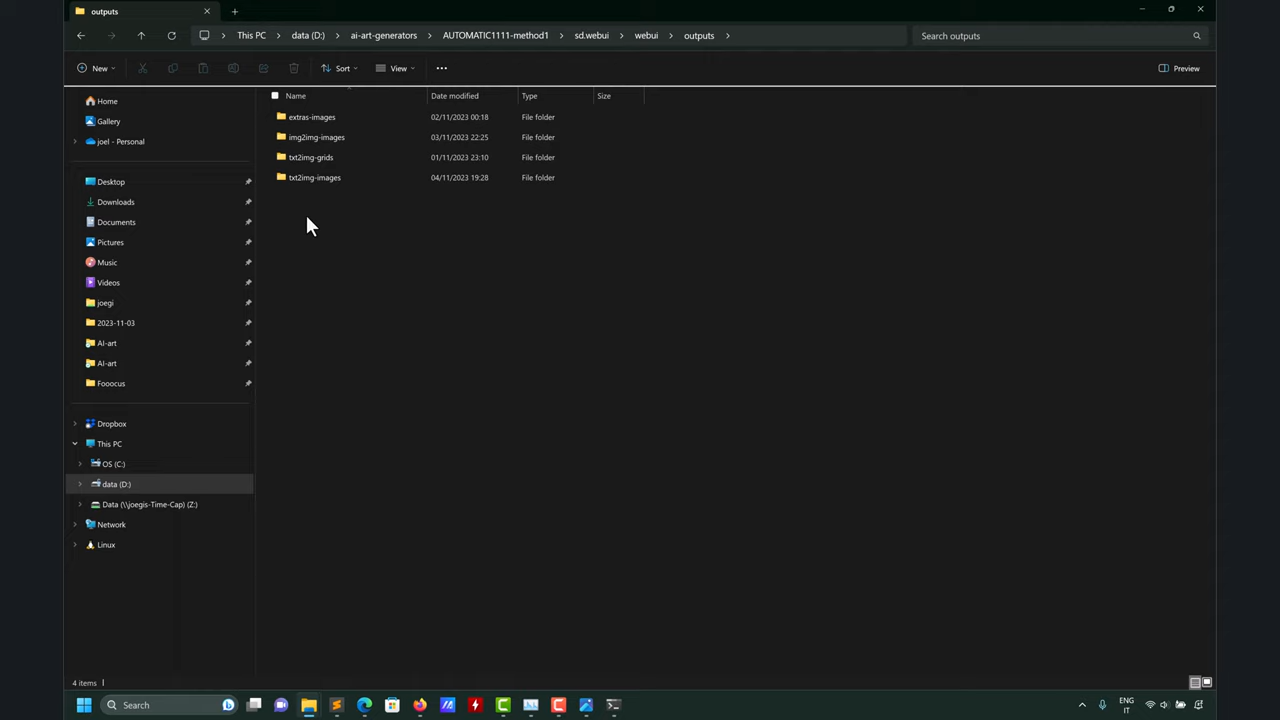 outputs
This PC
data (D:)
ai-art-generators
AUTOMATIC1111-method1
sd.webui
webui
outputs
Search outputs
New
Sort
View
Preview
Name Date modified Type Size
extras-images 02/11/2023 00:18 File folder
img2img-images 03/11/2023 22:25 File folder
txt2img-grids 01/11/2023 23:10 File folder
txt2img-images 04/11/2023 19:28 File folder
Home
Gallery
joel - Personal
Desktop
Downloads
Documents
Pictures
Music
Videos
joegi
2023-11-03
AI-art
AI-art
Fooocus
Dropbox
This PC
OS (C:)
data (D:)
Data (\\joegis-Time-Cap) (Z:)
Network
Linux
4 items
Search
ENG
IT